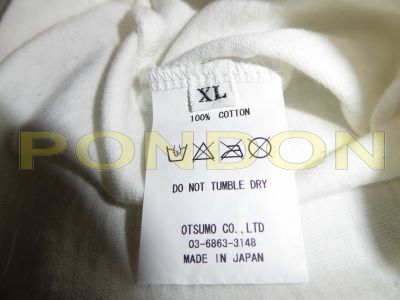 XL
100% COTTON
PONDON
DO NOT TUMBLE DRY
OTSUMO CO.,LTD
03-6863-3148
MADE IN JAPAN